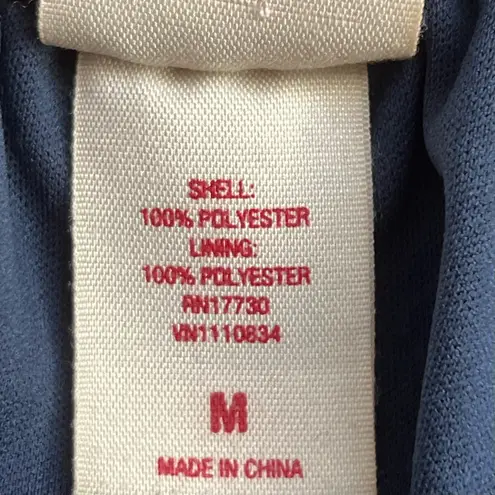 SHELL:
100% POLYESTER
LINING:
100% POLYESTER
RN17730
VN1110834
M
MADE IN CHINA